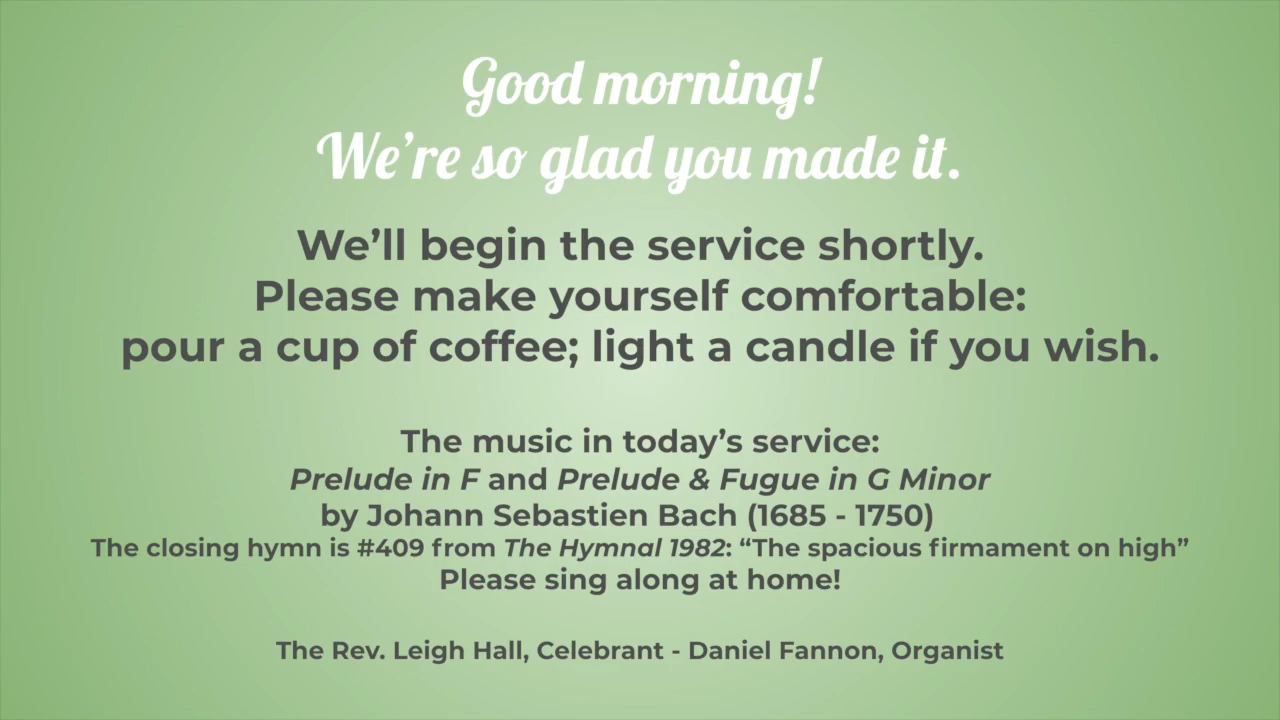 Good morning!
We’re so glad you made it.
We’ll begin the service shortly.
Please make yourself comfortable:
pour a cup of coffee; light a candle if you wish.
The music in today’s service:
Prelude in F and Prelude & Fugue in G Minor
by Johann Sebastien Bach (1685 - 1750)
The closing hymn is #409 from The Hymnal 1982: “The spacious firmament on high”
Please sing along at home!
The Rev. Leigh Hall, Celebrant - Daniel Fannon, Organist